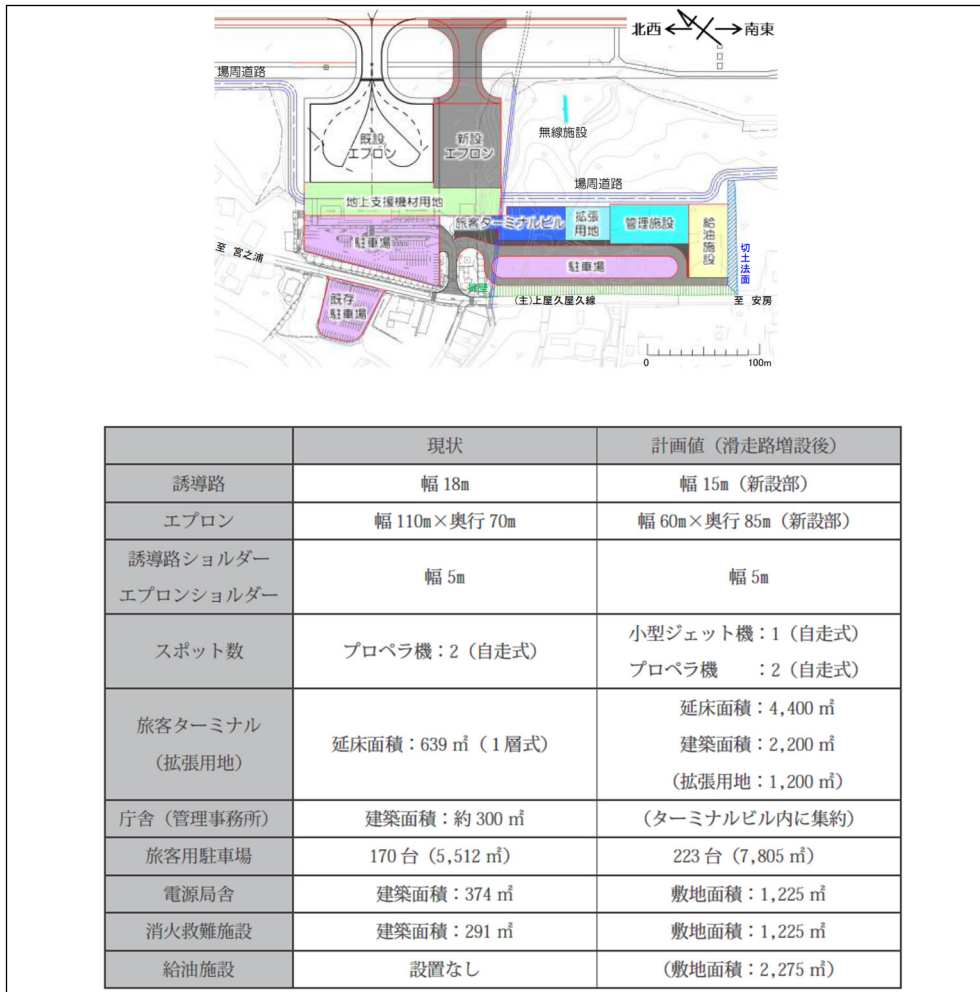 北西 南東
場周道路
無線施設
既設
エプロン
新設
エプロン
場周道路
地上支援機材用地
旅客ターミナルビル
拡張
用地
管理施設
給油施設
駐車場
至 宮之浦
駐車場
切土法面
擁壁
(主)上屋久屋久線
至 安房
既存
駐車場
0 100m
現状 計画値（滑走路増設後）
誘導路 幅 18m 幅 15m（新設部）
エプロン 幅 110m×奥行 70m 幅 60m×奥行 85m（新設部）
誘導路ショルダー
エプロンショルダー
幅 5m 幅 5m
スポット数 プロペラ機：2（自走式）
小型ジェット機：1（自走式）
プロペラ機　　：2（自走式）
旅客ターミナル
（拡張用地）
延床面積：639 ㎡（１層式）
延床面積：4,400 ㎡
建築面積：2,200 ㎡
(拡張用地：1,200 ㎡)
庁舎（管理事務所） 建築面積：約 300 ㎡ (ターミナルビル内に集約)
旅客用駐車場 170 台（5,512 ㎡） 223 台（7,805 ㎡）
電源局舎 建築面積：374 ㎡ 敷地面積：1,225 ㎡
消火救難施設 建築面積：291 ㎡ 敷地面積：1,225 ㎡
給油施設 設置なし (敷地面積：2,275 ㎡)